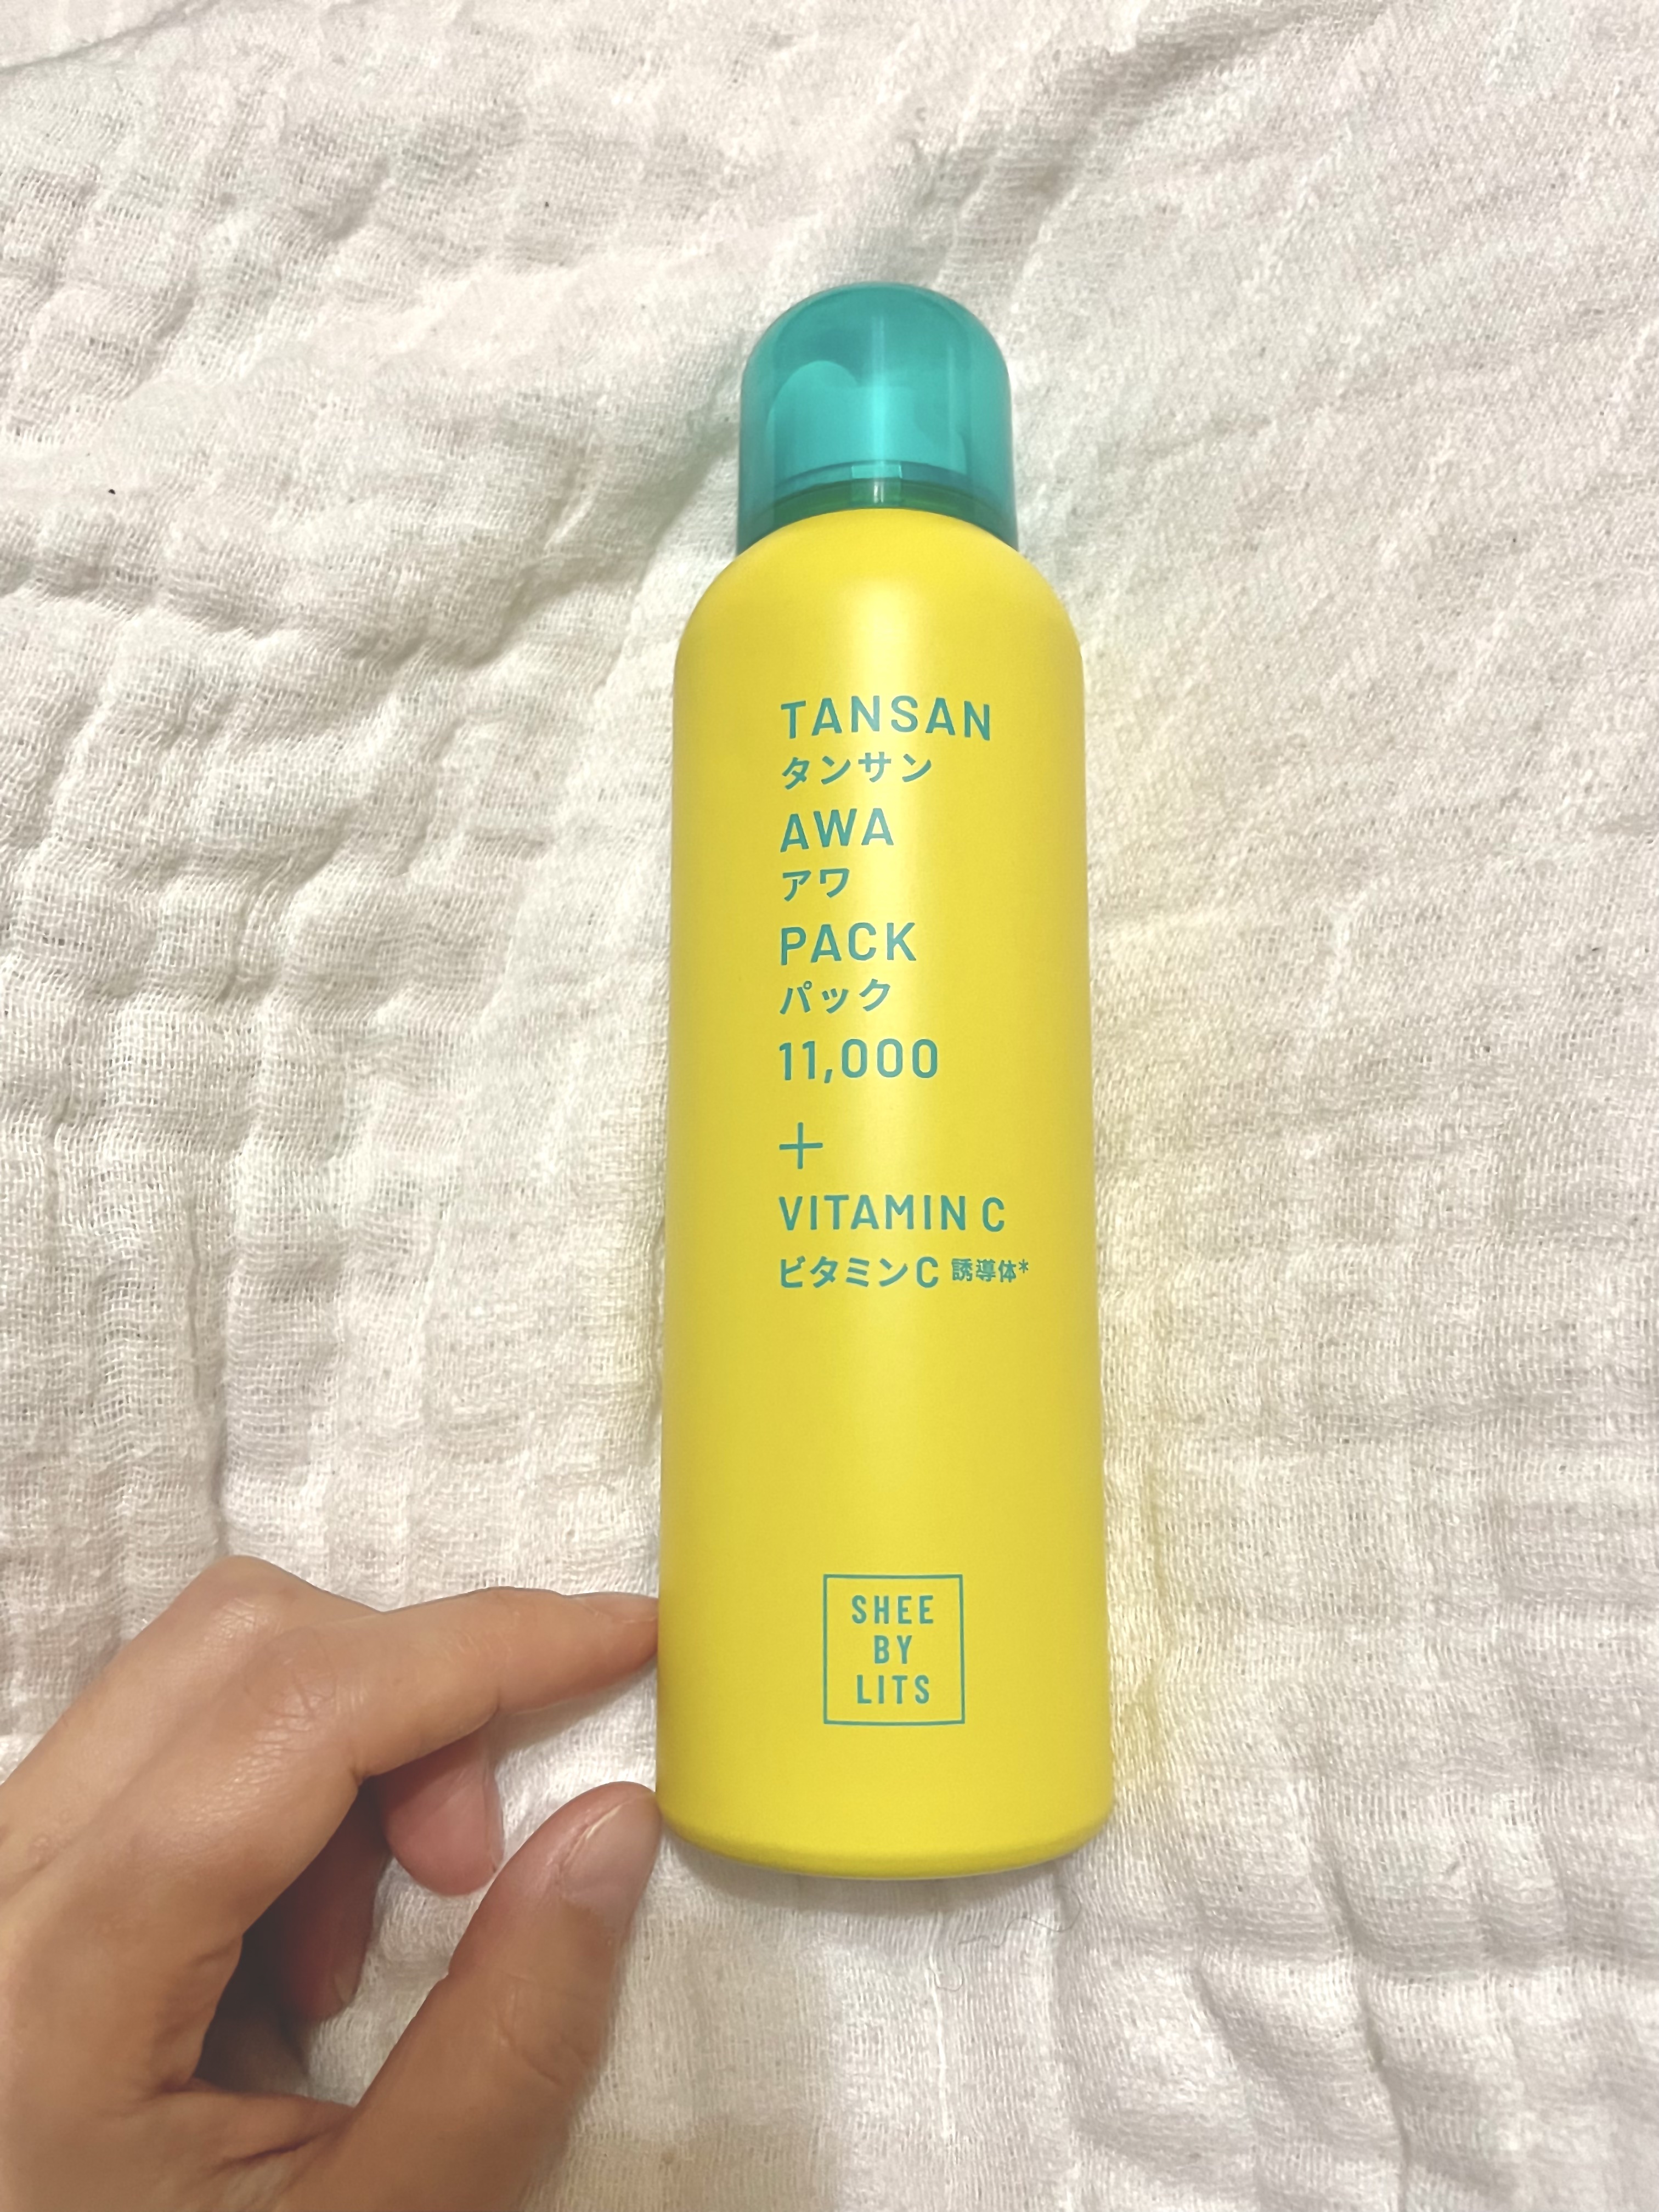 TANSAN
タンサン
AWA
アワ
PACK
パック
11,000
+
VITAMIN C
ビタミンC 誘導体*
SHEE
BY
LITS